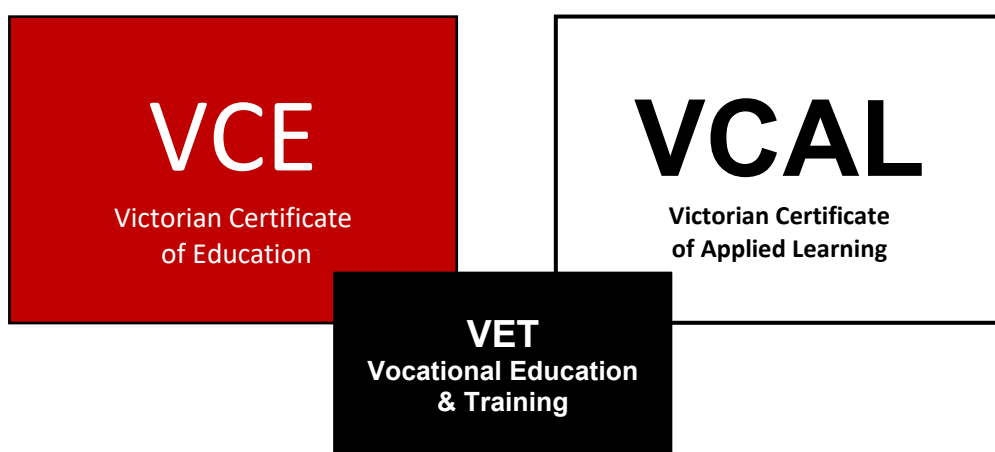 VCE
Victorian Certificate
of Education
VCAL
Victorian Certificate
of Applied Learning
VET
Vocational Education
& Training